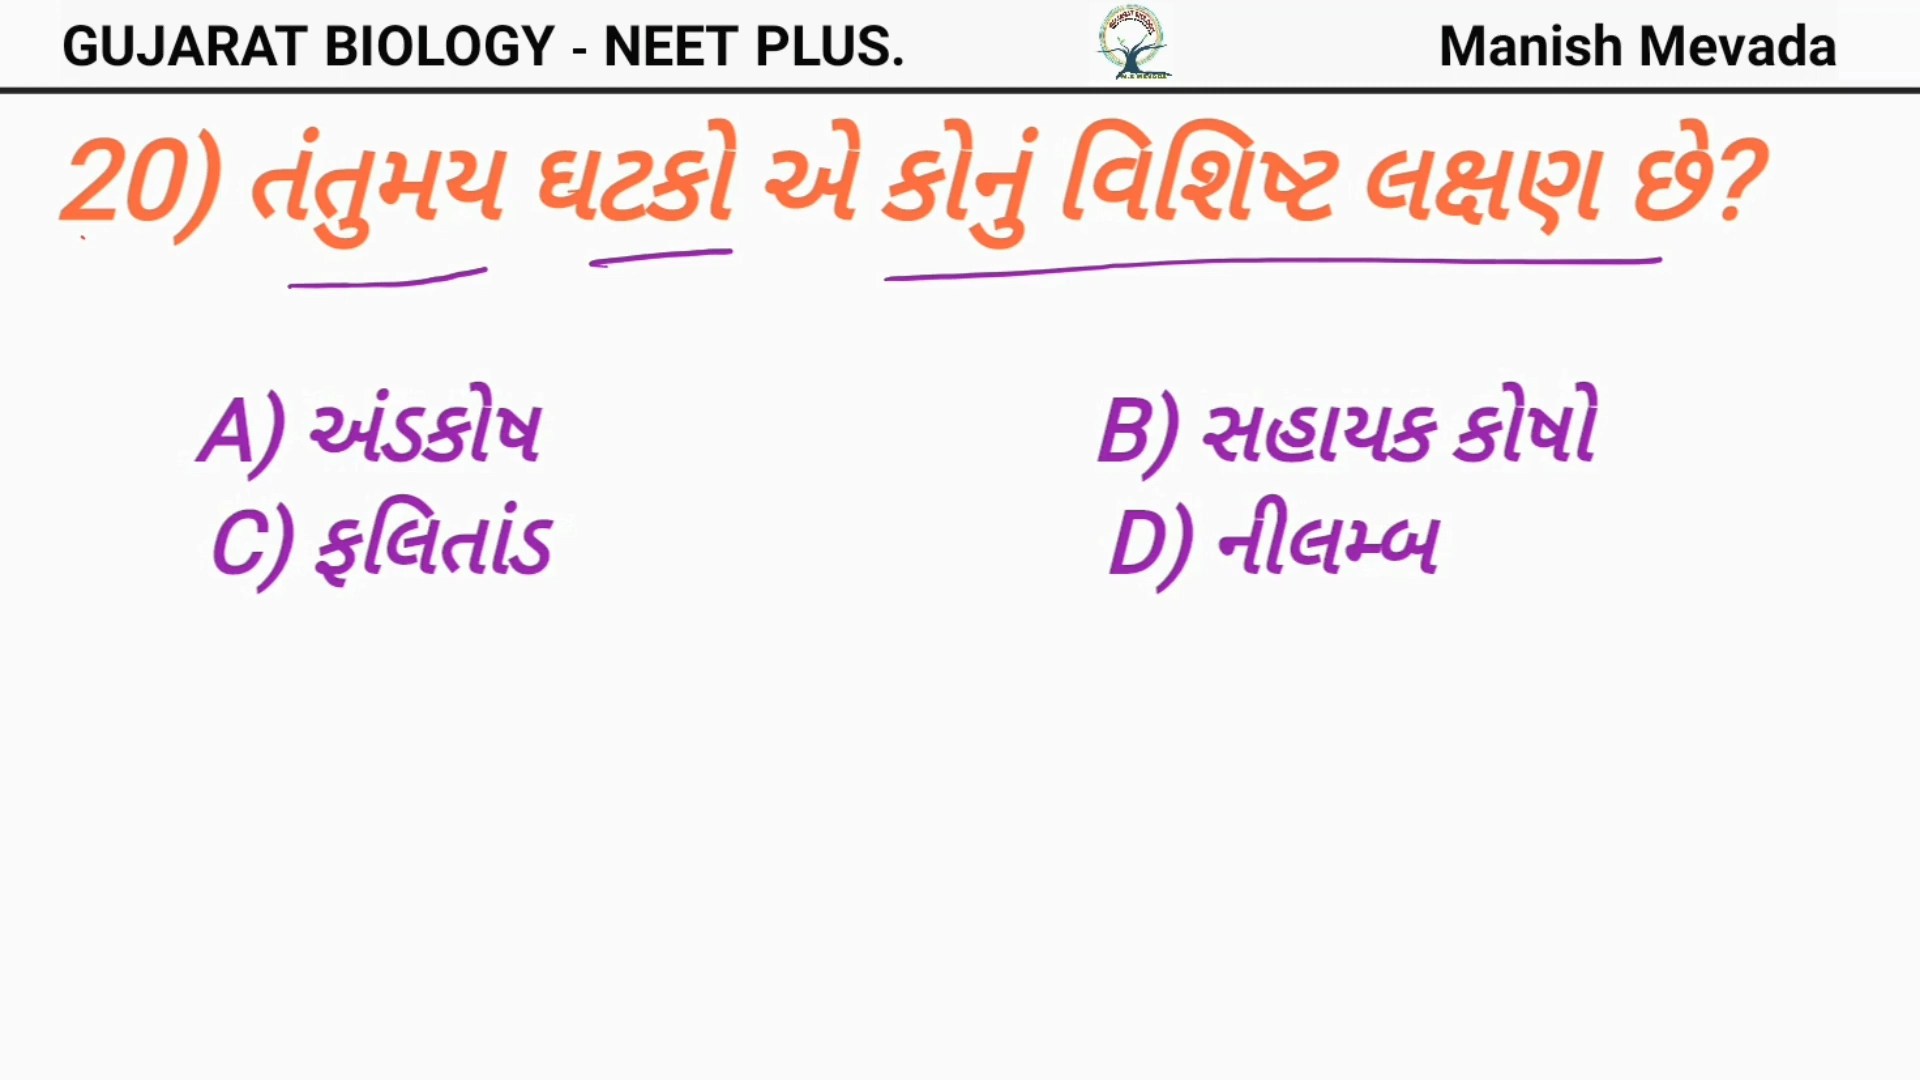 GUJARAT BIOLOGY - NEET PLUS.
Manish Mevada
20) તંતુમય ઘટકો એ કોનું વિશિષ્ટ લક્ષણ છે?
A) અંડકોષ
B) સહાયક કોષો
C) ફલિતાંડ
D) નીલમ્બ